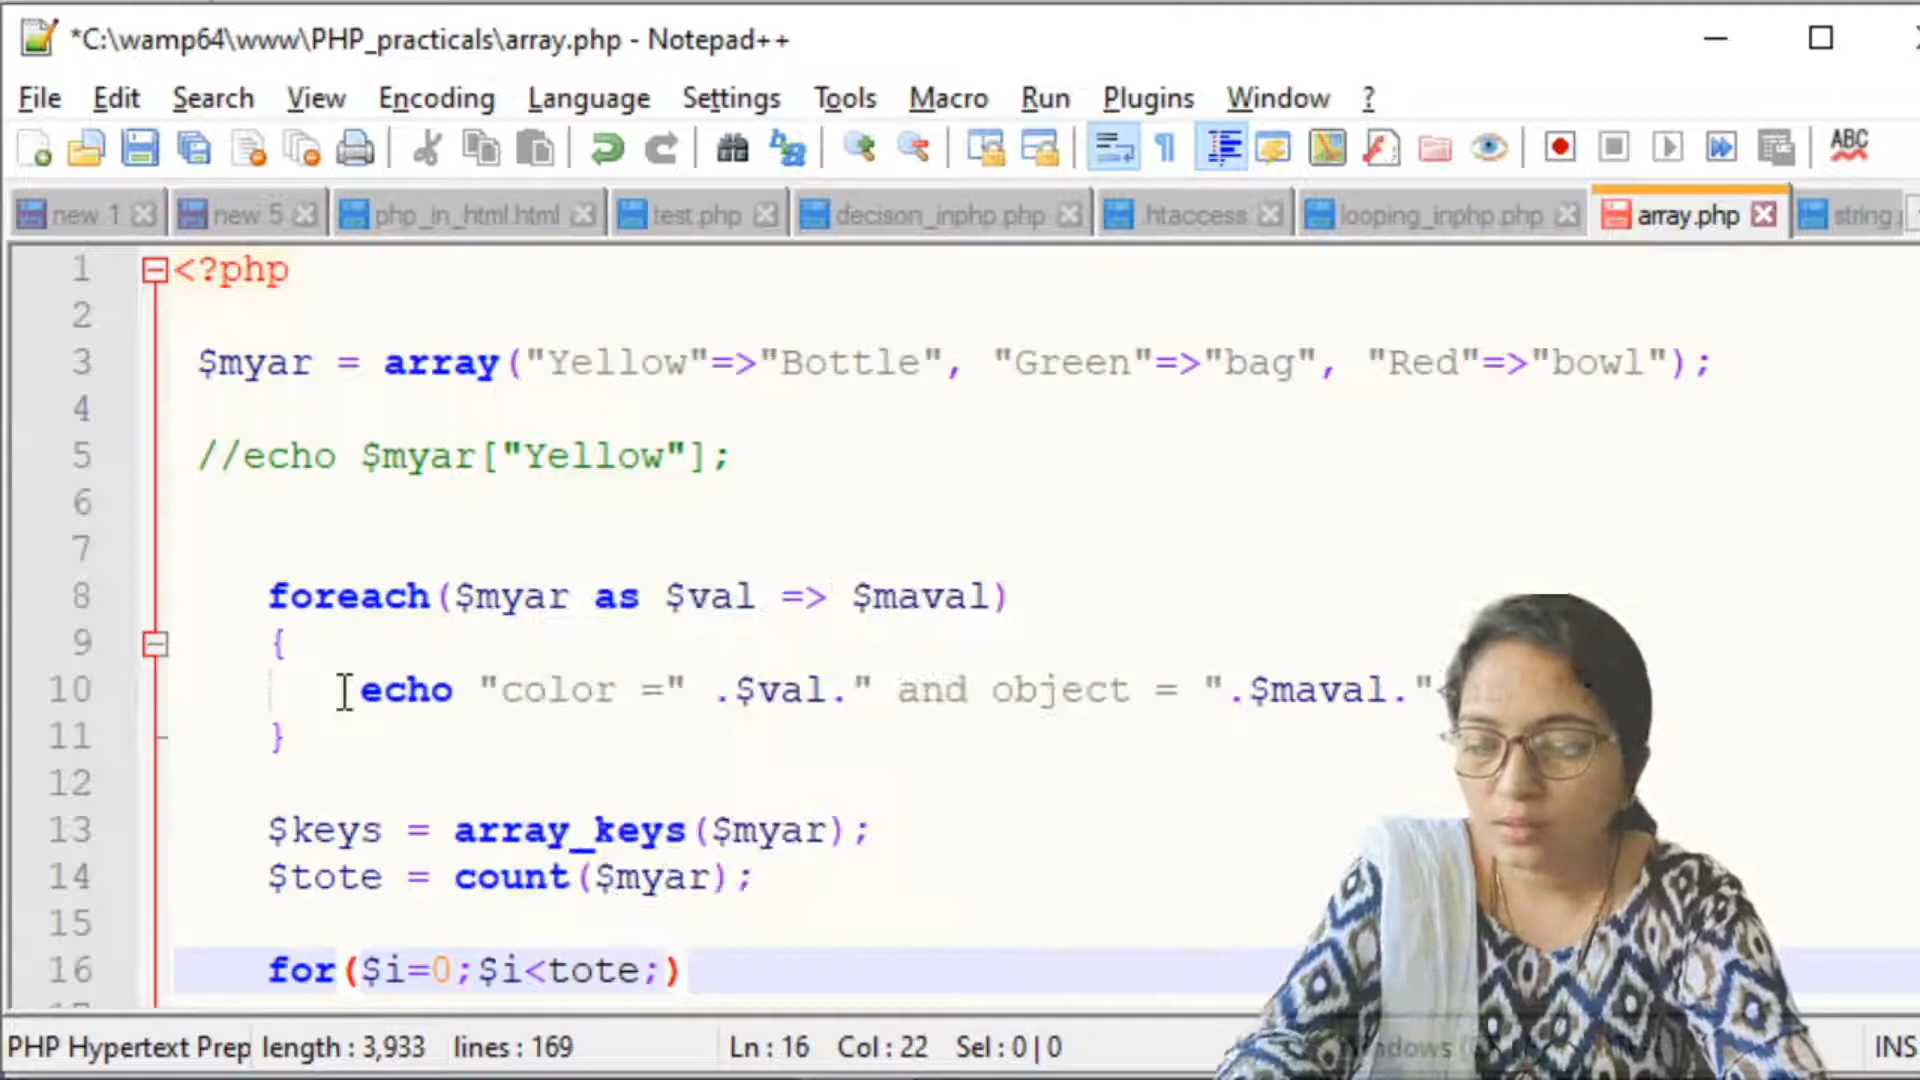 *C:\wamp64\www\PHP_practicals\array.php - Notepad++
File Edit Search View Encoding Language Settings Tools Macro Run Plugins Window ?
ABC
new 1 new 5 php_in_html.html test.php decison_inphp.php .htaccess looping_inphp.php array.php string.
1 <?php
2
3 $myar = array("Yellow"=>"Bottle", "Green"=>"bag", "Red"=>"bowl");
4
5 //echo $myar["Yellow"];
6
7
8 foreach($myar as $val => $maval)
9 {
10 echo "color =" .$val." and object = ".$maval."<
11 }
12
13 $keys = array_keys($myar);
14 $tote = count($myar);
15
16 for($i=0;$i<tote;)
PHP Hypertext Prep length : 3,933 lines : 169 Ln : 16 Col : 22 Sel : 0 | 0 INS